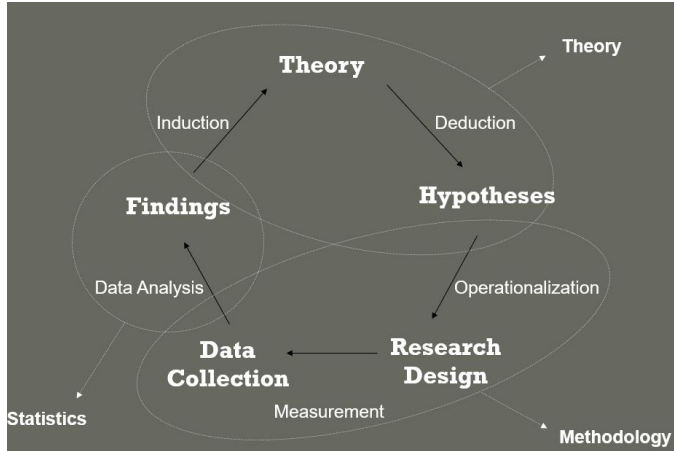 Theory
Theory
Induction
Deduction
Findings
Hypotheses
Data Analysis
Operationalization
Data
Collection
Research
Design
Measurement
Statistics
Methodology